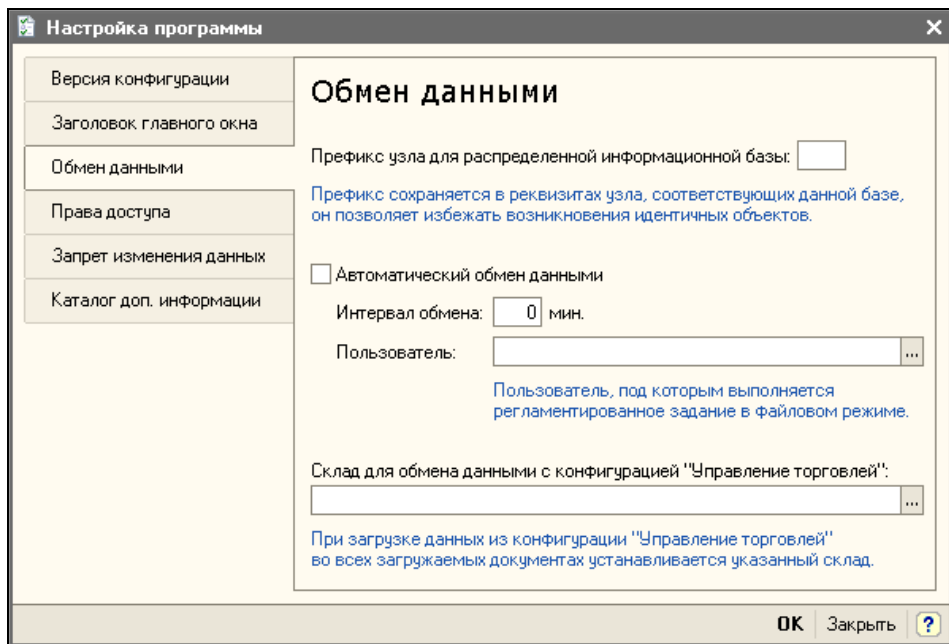 Настройка программы
Версия конфигурации
Заголовок главного окна
Обмен данными
Права доступа
Запрет изменения данных
Каталог доп. информации
Обмен данными
Префикс узла для распределенной информационной базы:
Префикс сохраняется в реквизитах узла, соответствующих данной базе,
он позволяет избежать возникновения идентичных объектов.
Автоматический обмен данными
Интервал обмена: 0 мин.
Пользователь: ...
Пользователь, под которым выполняется
регламентированное задание в файловом режиме.
Склад для обмена данными с конфигурацией "Управление торговлей":
...
При загрузке данных из конфигурации "Управление торговлей"
во всех загружаемых документах устанавливается указанный склад.
OK Закрыть ?